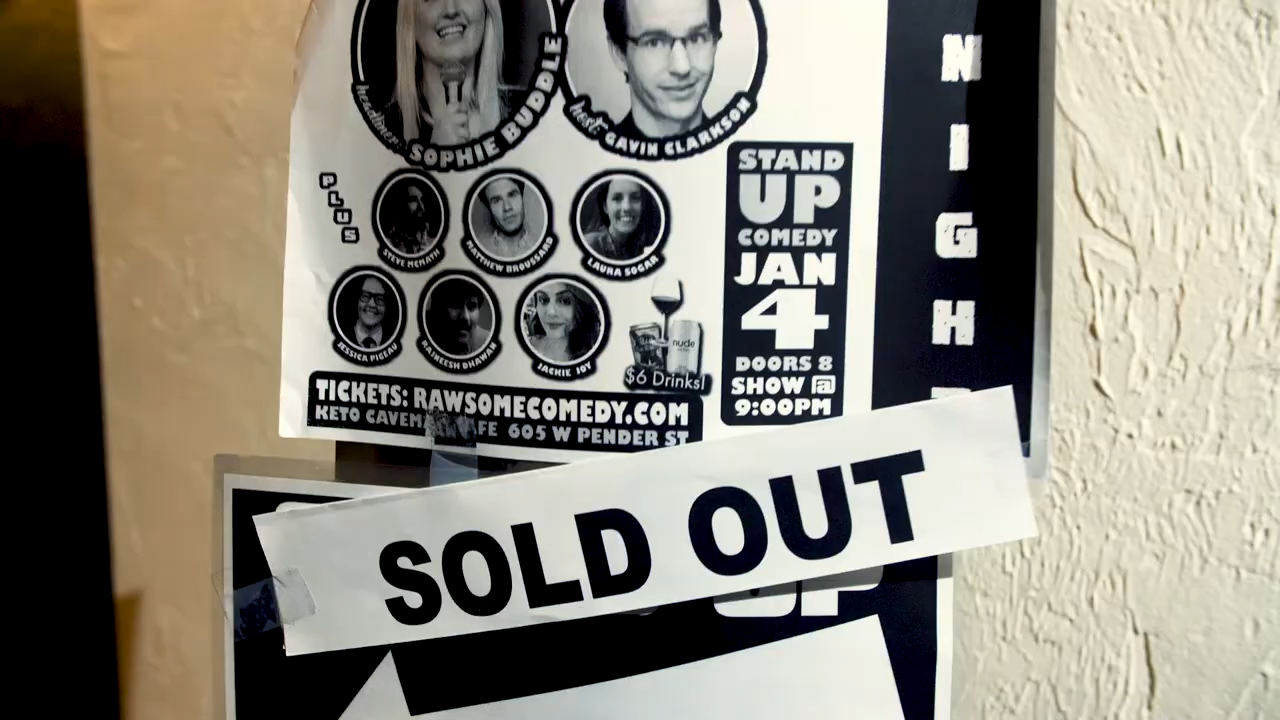 headliner: SOPHIE BUDDLE
host: GAVIN CLARKSON
PLUS
STEVE MCMATH
MATTHEW BROUSSARD
LAURA SOGAR
JESSICA PIGEAU
RAJNEESH DHAWAN
JACKIE JOY
nude
$6 Drinks!
STAND
UP
COMEDY
JAN
4
DOORS 8
SHOW @
9:00PM
TICKETS: RAWSOMECOMEDY.COM
605 W PENDER ST
KETO
NIGH
SOLD OUT
UP